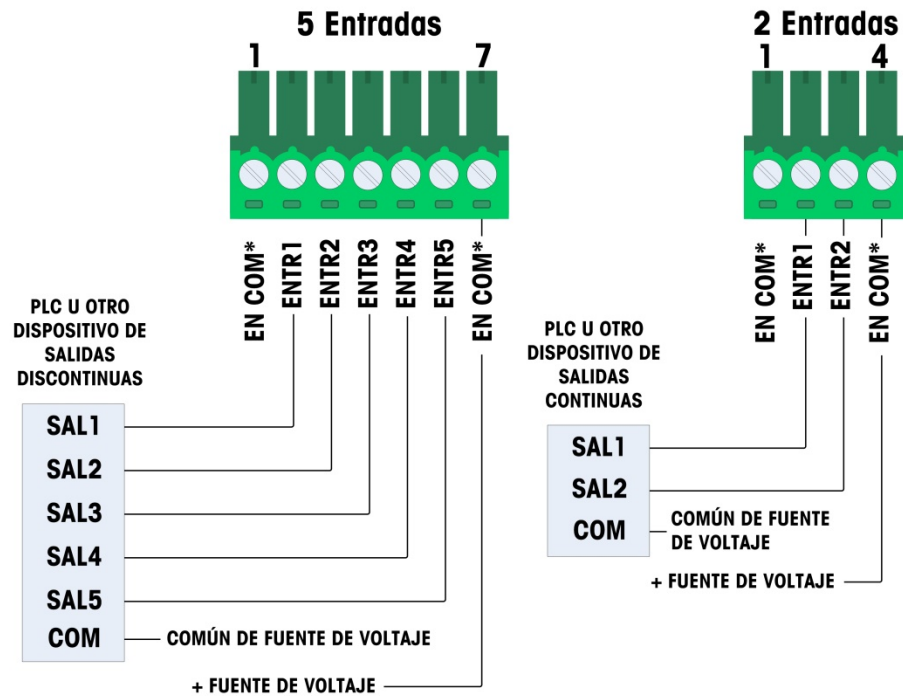 5 Entradas
1 7
EN COM*
ENTR1
ENTR2
ENTR3
ENTR4
ENTR5
EN COM*
PLC U OTRO
DISPOSITIVO DE
SALIDAS
DISCONTINUAS
SAL1
SAL2
SAL3
SAL4
SAL5
COM
COMÚN DE FUENTE DE VOLTAJE
+ FUENTE DE VOLTAJE
2 Entradas
1 4
EN COM*
ENTR1
ENTR2
EN COM*
PLC U OTRO
DISPOSITIVO DE
SALIDAS
CONTINUAS
SAL1
SAL2
COM
COMÚN DE FUENTE
DE VOLTAJE
+ FUENTE DE VOLTAJE